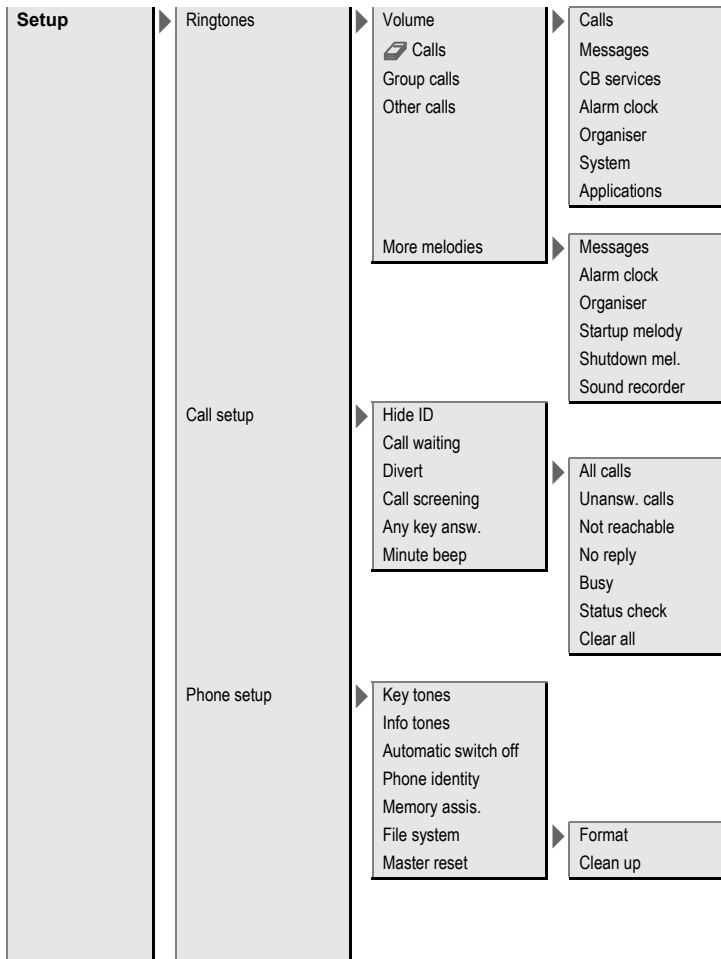 Setup
Ringtones
Volume
Calls
Group calls
Other calls
More melodies
Calls
Messages
CB services
Alarm clock
Organiser
System
Applications
Messages
Alarm clock
Organiser
Startup melody
Shutdown mel.
Sound recorder
Call setup
Hide ID
Call waiting
Divert
Call screening
Any key answ.
Minute beep
All calls
Unansw. calls
Not reachable
No reply
Busy
Status check
Clear all
Phone setup
Key tones
Info tones
Automatic switch off
Phone identity
Memory assis.
File system
Master reset
Format
Clean up